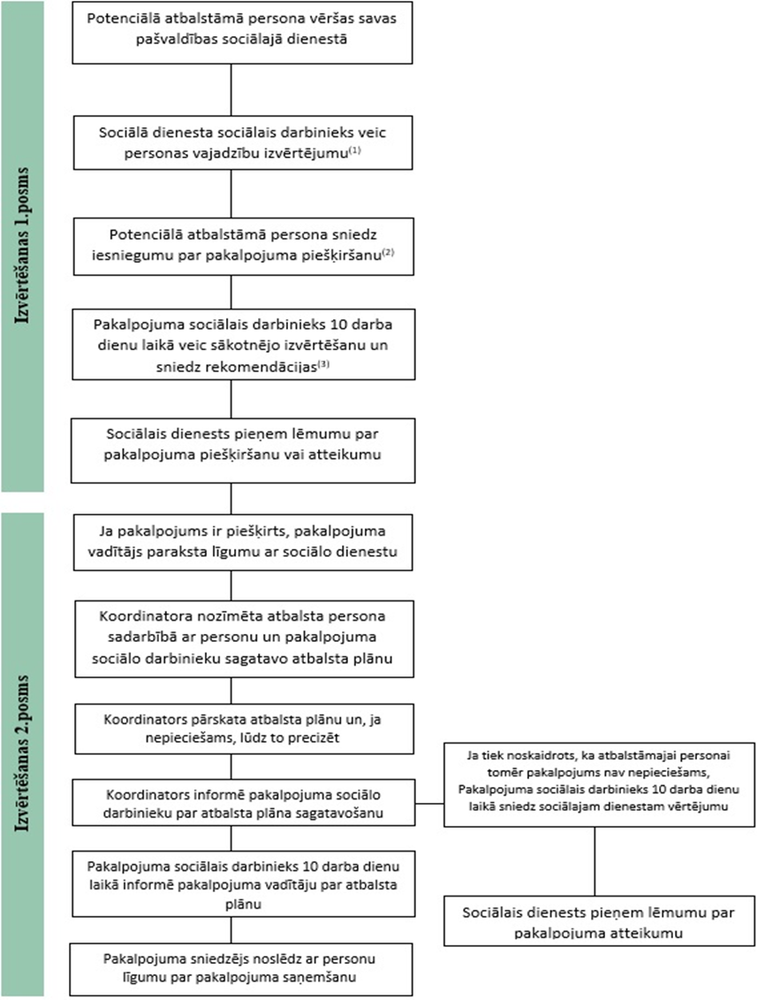 Izvērtēšanas 1.posms
Potenciālā atbalstāmā persona vēršas savas
pašvaldības sociālajā dienestā
Sociālā dienesta sociālais darbinieks veic
personas vajadzību izvērtējumu(1)
Potenciālā atbalstāmā persona sniedz
iesniegumu par pakalpojuma piešķiršanu(2)
Pakalpojuma sociālais darbinieks 10 darba
dienu laikā veic sākotnējo izvērtēšanu un
sniedz rekomendācijas(3)
Sociālais dienests pieņem lēmumu par
pakalpojuma piešķiršanu vai atteikumu
Izvērtēšanas 2.posms
Ja pakalpojums ir piešķirts, pakalpojuma
vadītājs paraksta līgumu ar sociālo dienestu
Koordinatora nozīmēta atbalsta persona
sadarbībā ar personu un pakalpojuma
sociālo darbinieku sagatavo atbalsta plānu
Koordinators pārskata atbalsta plānu un, ja
nepieciešams, lūdz to precizēt
Koordinators informē pakalpojuma sociālo
darbinieku par atbalsta plāna sagatavošanu
Ja tiek noskaidrots, ka atbalstāmajai personai
tomēr pakalpojums nav nepieciešams,
Pakalpojuma sociālais darbinieks 10 darba dienu
laikā sniedz sociālajam dienestam vērtējumu
Pakalpojuma sociālais darbinieks 10 darba dienu
laikā informē pakalpojuma vadītāju par atbalsta
plānu
Sociālais dienests pieņem lēmumu par
pakalpojuma atteikumu
Pakalpojuma sniedzējs noslēdz ar personu
līgumu par pakalpojuma saņemšanu